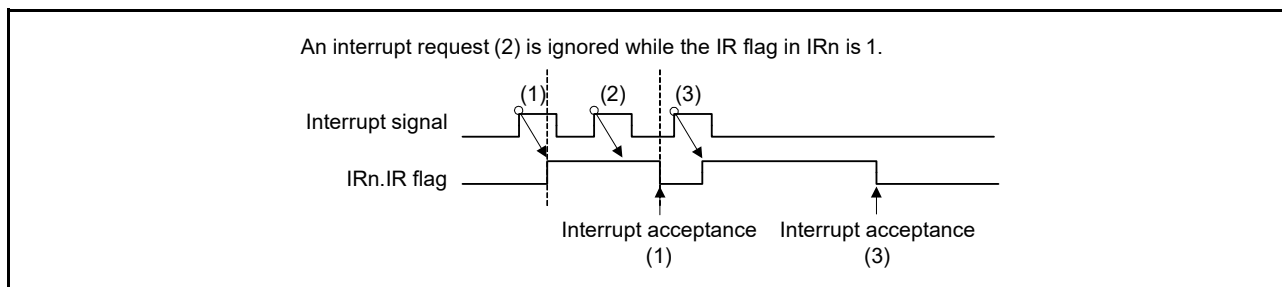 An interrupt request (2) is ignored while the IR flag in IRn is 1.
(1) (2) (3)
Interrupt signal
IRn.IR flag
Interrupt acceptance Interrupt acceptance
(1) (3)